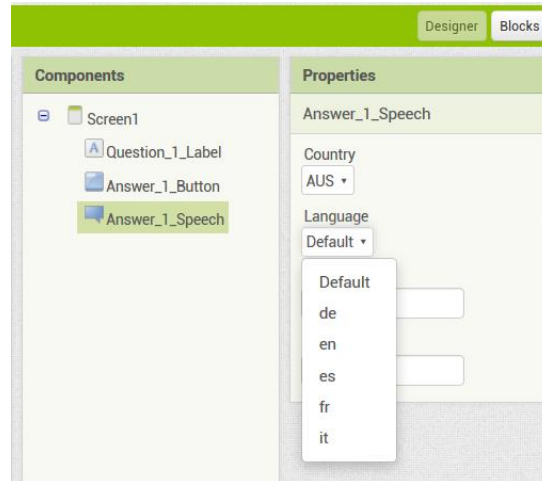 Designer
Blocks
Components
Screen1
Question_1_Label
Answer_1_Button
Answer_1_Speech
Properties
Answer_1_Speech
Country
AUS
Language
Default
Default
de
en
es
fr
it